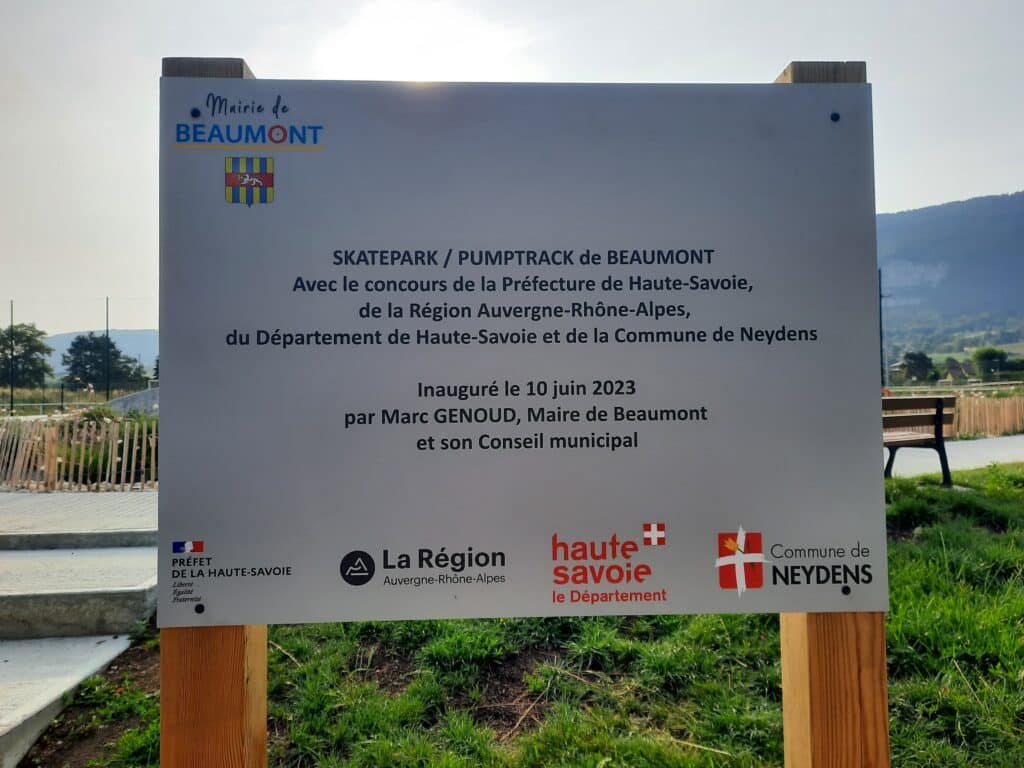 Mairie de
BEAUMONT
SKATEPARK / PUMPTRACK de BEAUMONT
Avec le concours de la Préfecture de Haute-Savoie,
de la Région Auvergne-Rhône-Alpes,
du Département de Haute-Savoie et de la Commune de Neydens
Inauguré le 10 juin 2023
par Marc GENOUD, Maire de Beaumont
et son Conseil municipal
PRÉFET
DE LA HAUTE-SAVOIE
Liberté
Égalité
Fraternité
La Région
Auvergne-Rhône-Alpes
haute
savoie
le Département
Commune de
NEYDENS